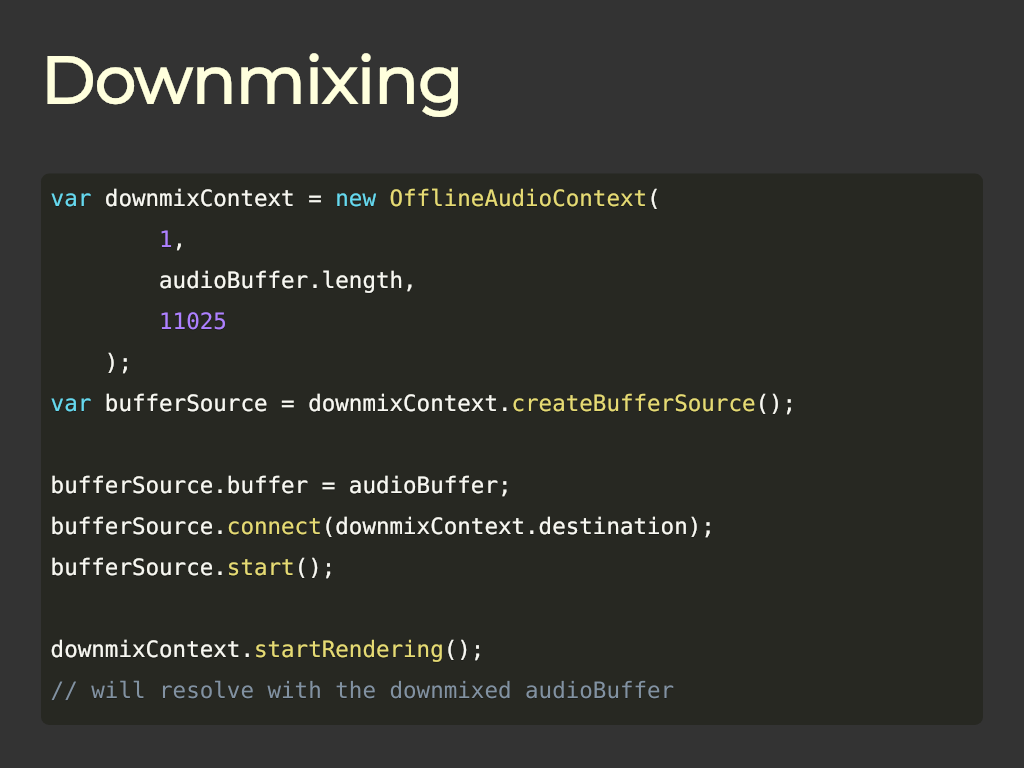 Downmixing
var downmixContext = new OfflineAudioContext(
        1,
        audioBuffer.length,
        11025
    );
var bufferSource = downmixContext.createBufferSource();
bufferSource.buffer = audioBuffer;
bufferSource.connect(downmixContext.destination);
bufferSource.start();
downmixContext.startRendering();
// will resolve with the downmixed audioBuffer